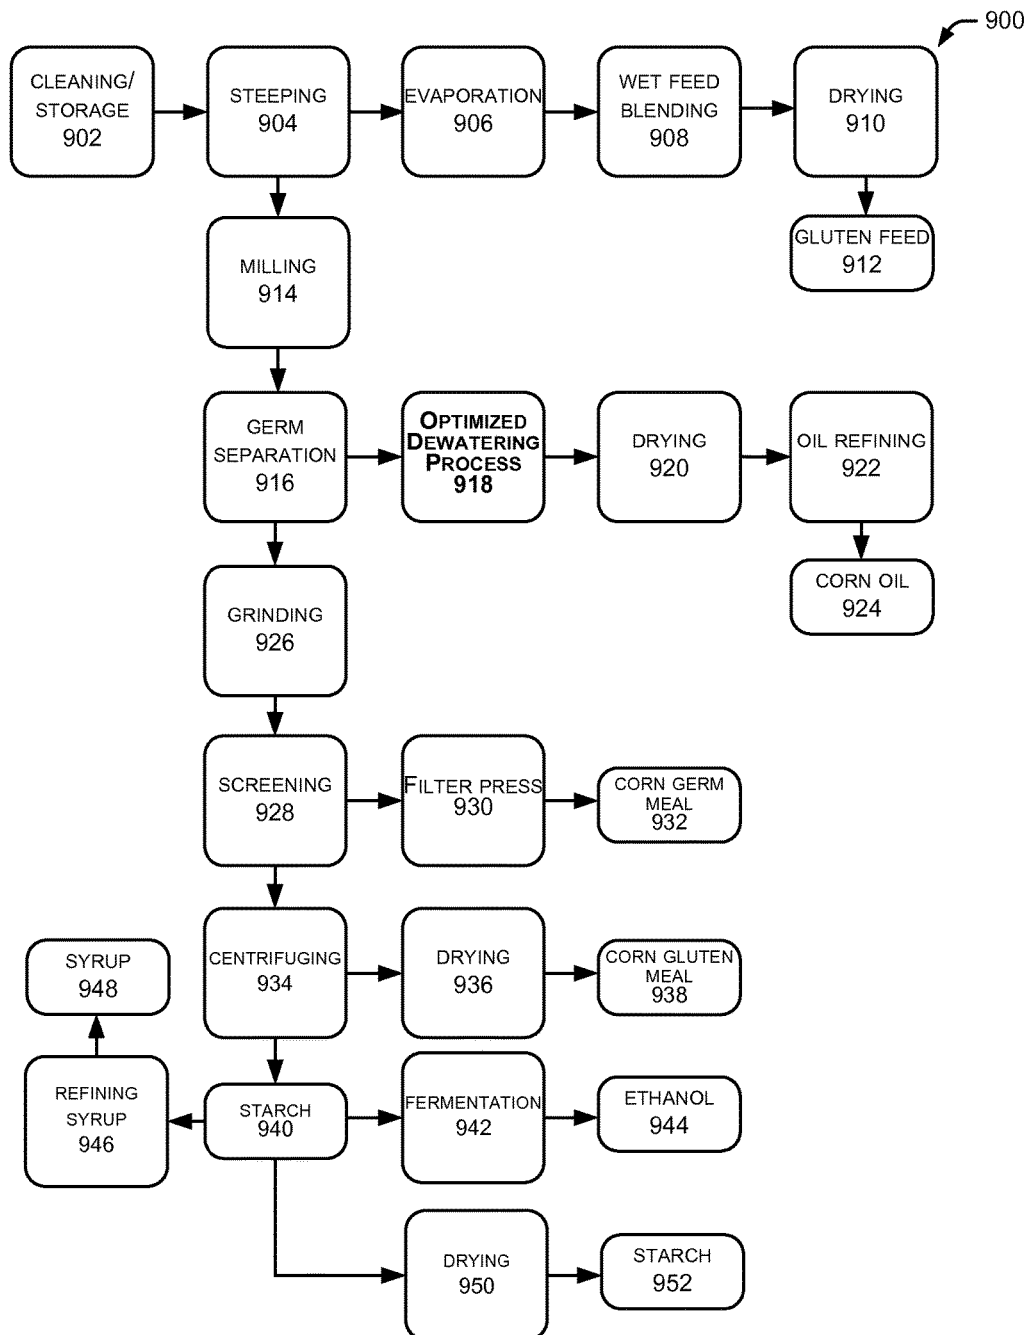 900
CLEANING/
STORAGE
902
STEEPING
904
EVAPORATION
906
WET FEED
BLENDING
908
DRYING
910
GLUTEN FEED
912
MILLING
914
GERM
SEPARATION
916
OPTIMIZED
DEWATERING
PROCESS
918
DRYING
920
OIL REFINING
922
CORN OIL
924
GRINDING
926
SCREENING
928
FILTER PRESS
930
CORN GERM
MEAL
932
CENTRIFUGING
934
DRYING
936
CORN GLUTEN
MEAL
938
SYRUP
948
REFINING
SYRUP
946
STARCH
940
FERMENTATION
942
ETHANOL
944
DRYING
950
STARCH
952